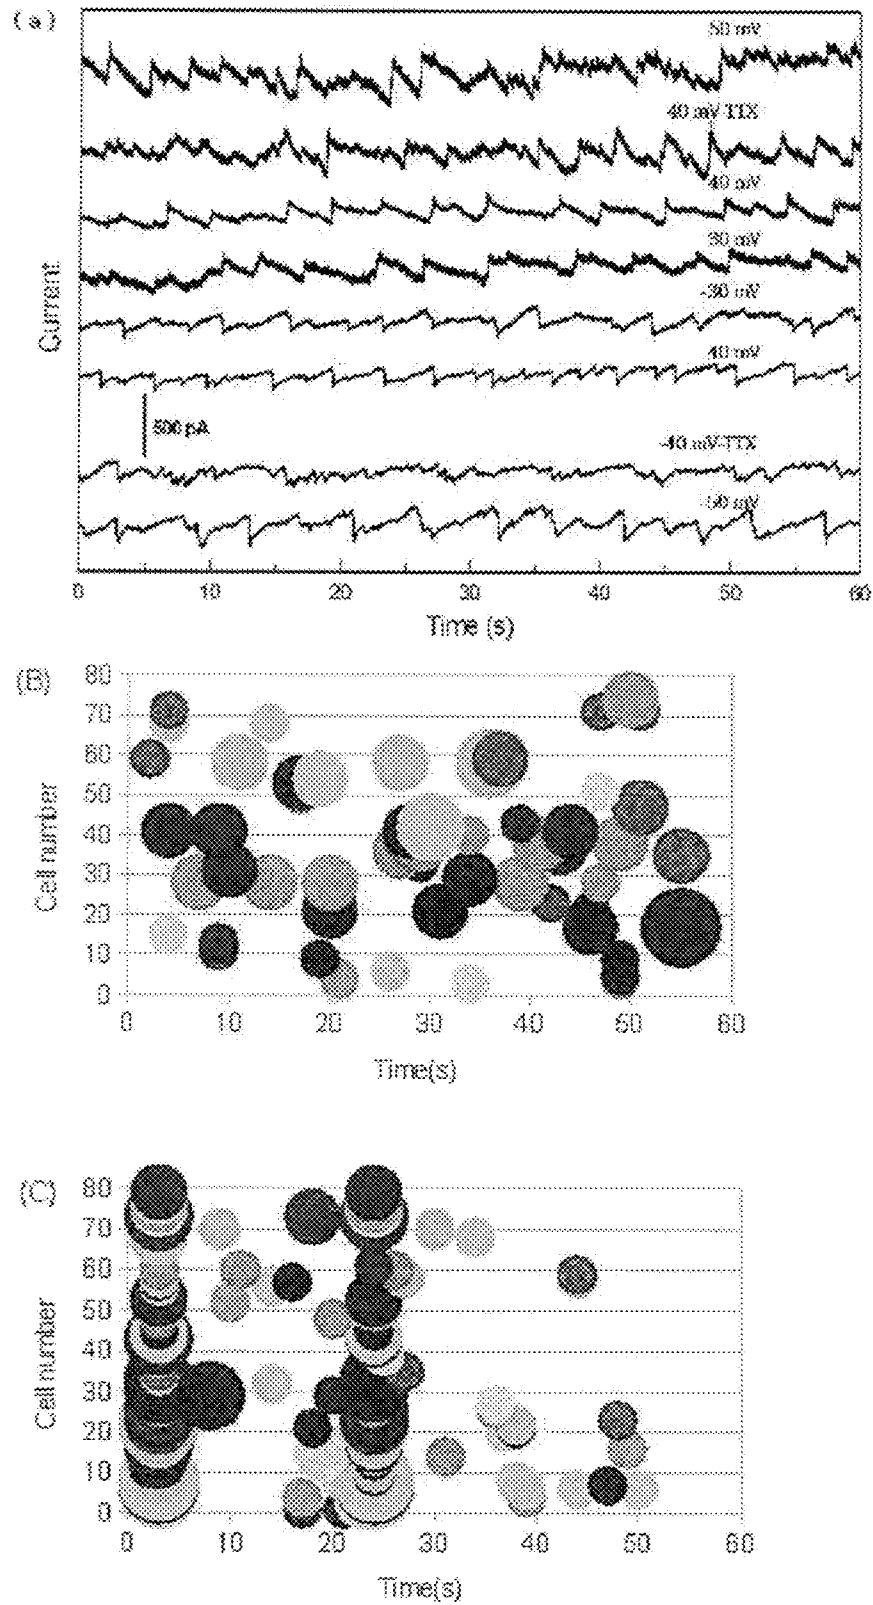 (a)
50 mV
40 mV-TTX
40 mV
30 mV
-30 mV
40 mV
500 pA
-40 mV-TTX
-50 mV
Current
0 10 20 30 40 50 60
Time (s)
(B)
80
70
60
50
40
30
20
10
0
Cell number
0 10 20 30 40 50 60
Time(s)
(C)
80
70
60
50
40
30
20
10
0
Cell number
0 10 20 30 40 50 60
Time(s)